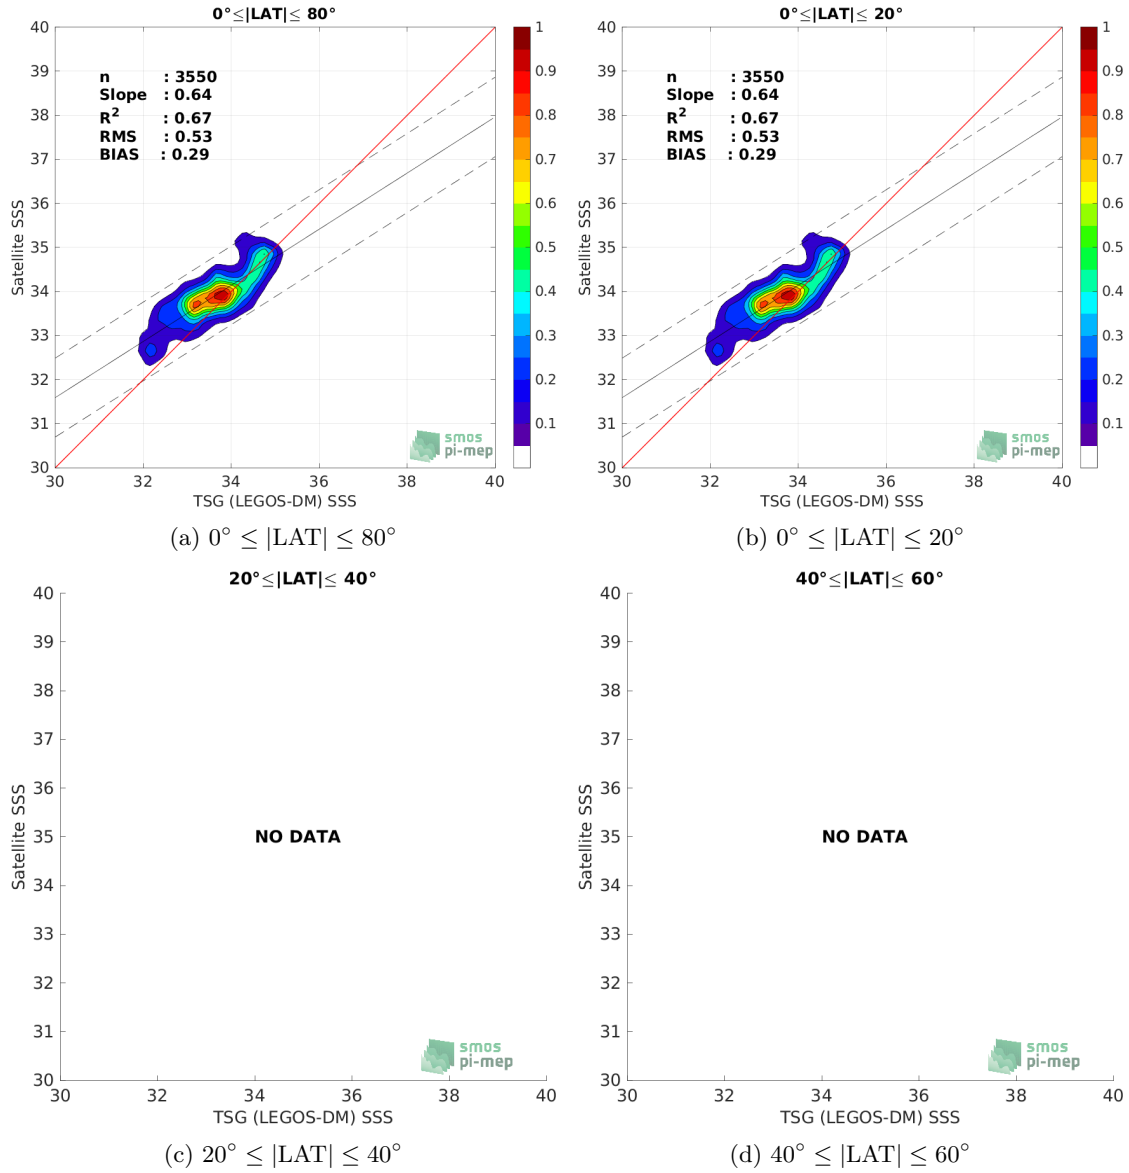 0°≤|LAT|≤ 80°
40
39
38
37
36
35
34
33
32
31
30
Satellite SSS
n : 3550
Slope : 0.64
R² : 0.67
RMS : 0.53
BIAS : 0.29
30 32 34 36 38 40
TSG (LEGOS-DM) SSS
smos
pi-mep
1
0.9
0.8
0.7
0.6
0.5
0.4
0.3
0.2
0.1
(a) 0° ≤ |LAT| ≤ 80°
0°≤|LAT|≤ 20°
40
39
38
37
36
35
34
33
32
31
30
Satellite SSS
n : 3550
Slope : 0.64
R² : 0.67
RMS : 0.53
BIAS : 0.29
30 32 34 36 38 40
TSG (LEGOS-DM) SSS
smos
pi-mep
1
0.9
0.8
0.7
0.6
0.5
0.4
0.3
0.2
0.1
(b) 0° ≤ |LAT| ≤ 20°
20°≤|LAT|≤ 40°
40
39
38
37
36
35
34
33
32
31
30
Satellite SSS
NO DATA
30 32 34 36 38 40
TSG (LEGOS-DM) SSS
smos
pi-mep
(c) 20° ≤ |LAT| ≤ 40°
40°≤|LAT|≤ 60°
40
39
38
37
36
35
34
33
32
31
30
Satellite SSS
NO DATA
30 32 34 36 38 40
TSG (LEGOS-DM) SSS
smos
pi-mep
(d) 40° ≤ |LAT| ≤ 60°